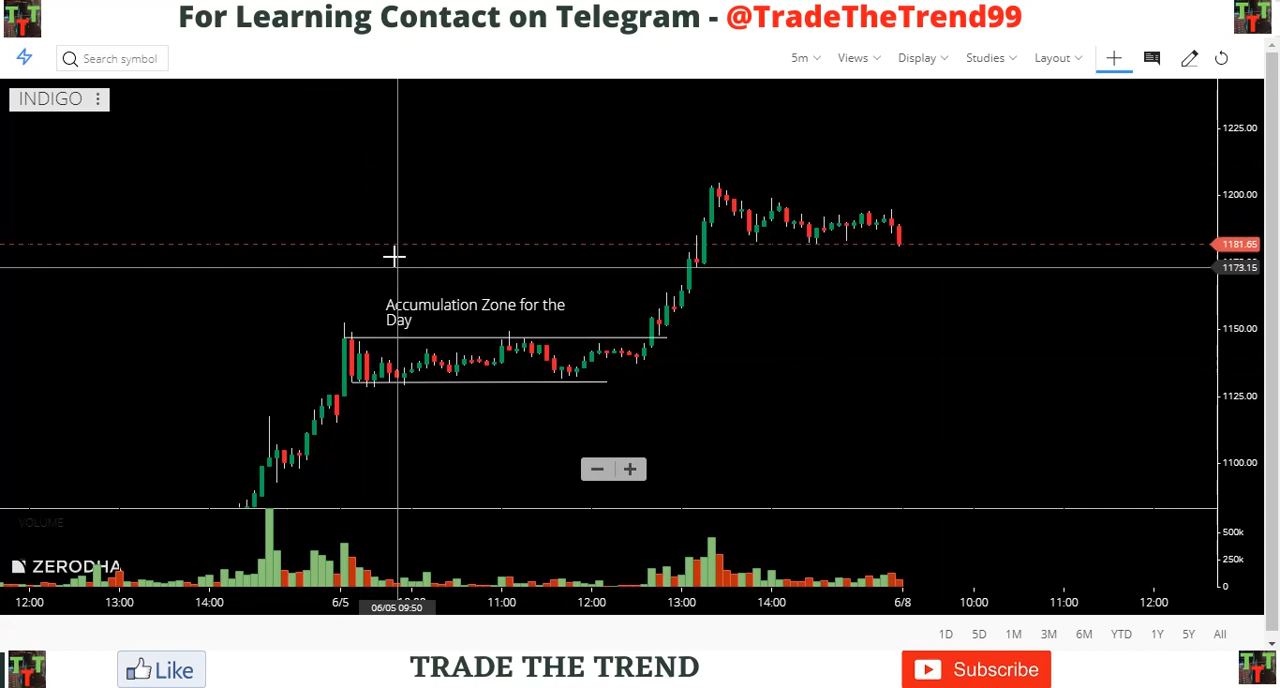 For Learning Contact on Telegram - @TradeTheTrend99
Search symbol
5m Views Display Studies Layout
INDIGO
1225.00
1200.00
1181.65
1173.15
Accumulation Zone for the
Day
1150.00
1125.00
1100.00
VOLUME
500k
ZERODHA
250k
0
12:00 13:00 14:00 6/5 11:00 12:00 13:00 14:00 6/8 10:00 11:00 12:00
06/05 09:50
1D 5D 1M 3M 6M YTD 1Y 5Y All
Like
TRADE THE TREND
Subscribe